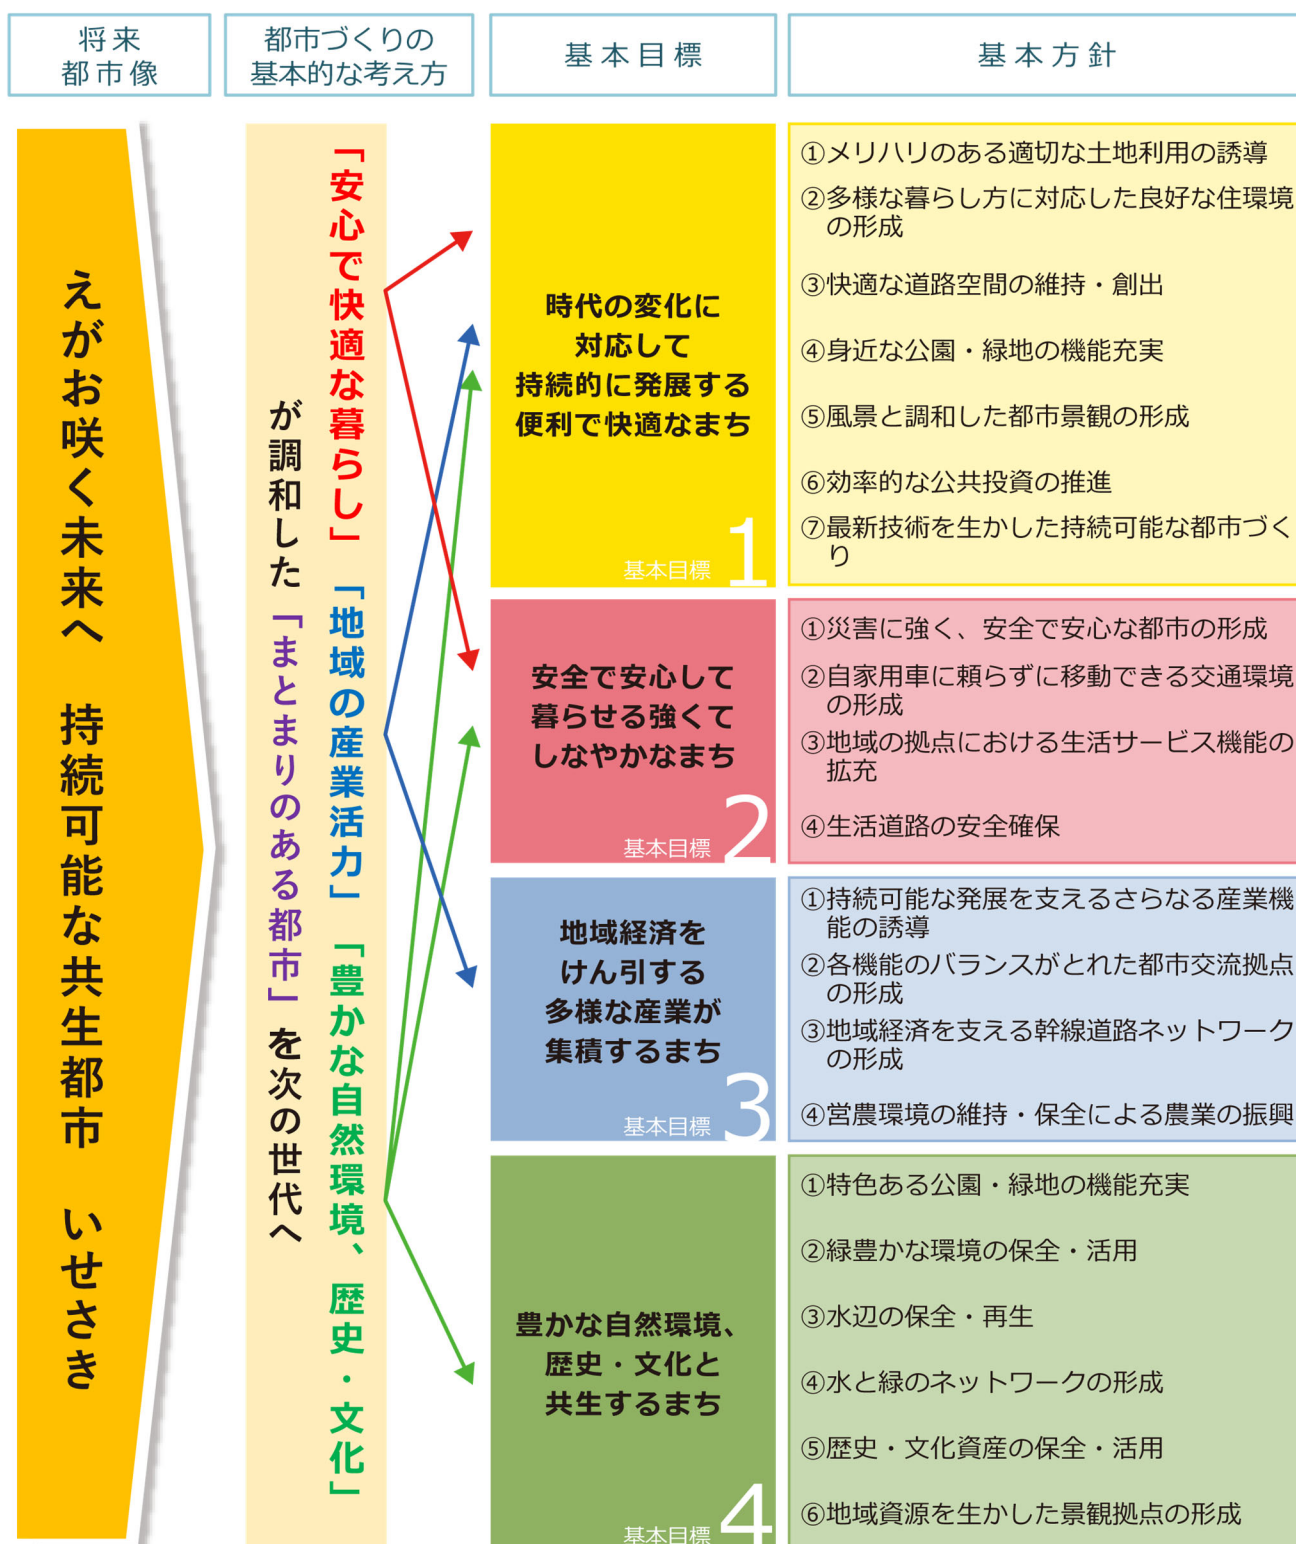 将来
都市像
都市づくりの
基本的な考え方
基本目標
基本方針
えがお咲く未来へ　持続可能な共生都市　いせさき
「安心で快適な暮らし」「地域の産業活力」「豊かな自然環境、歴史・文化」
が調和した「まとまりのある都市」を次の世代へ
時代の変化に
対応して
持続的に発展する
便利で快適なまち
基本目標 1
①メリハリのある適切な土地利用の誘導
②多様な暮らし方に対応した良好な住環境
の形成
③快適な道路空間の維持・創出
④身近な公園・緑地の機能充実
⑤風景と調和した都市景観の形成
⑥効率的な公共投資の推進
⑦最新技術を生かした持続可能な都市づく
り
安全で安心して
暮らせる強くて
しなやかなまち
基本目標 2
①災害に強く、安全で安心な都市の形成
②自家用車に頼らずに移動できる交通環境
の形成
③地域の拠点における生活サービス機能の
拡充
④生活道路の安全確保
地域経済を
けん引する
多様な産業が
集積するまち
基本目標 3
①持続可能な発展を支えるさらなる産業機
能の誘導
②各機能のバランスがとれた都市交流拠点
の形成
③地域経済を支える幹線道路ネットワーク
の形成
④営農環境の維持・保全による農業の振興
豊かな自然環境、
歴史・文化と
共生するまち
基本目標 4
①特色ある公園・緑地の機能充実
②緑豊かな環境の保全・活用
③水辺の保全・再生
④水と緑のネットワークの形成
⑤歴史・文化資産の保全・活用
⑥地域資源を生かした景観拠点の形成